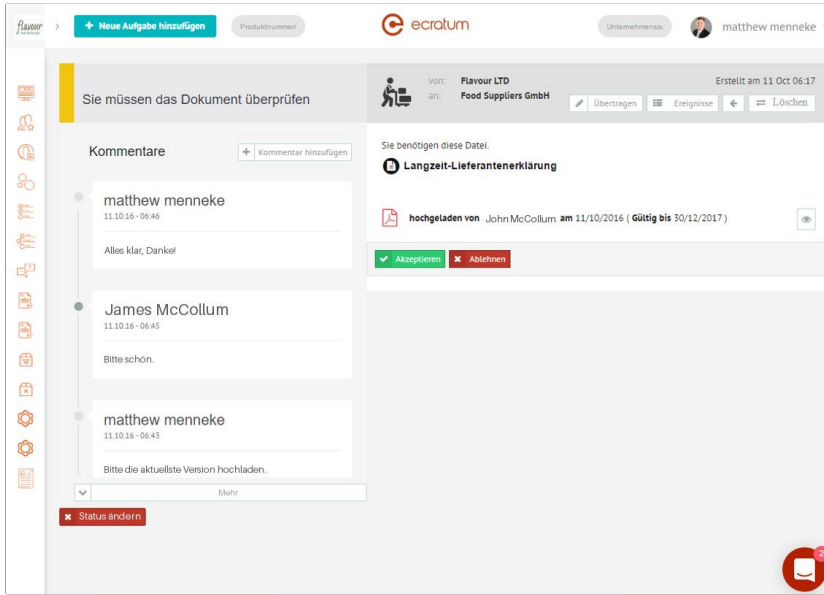 flavour
+ Neue Aufgabe hinzufügen
Produktnummer/
ecratum
Unternehmenss
matthew menneke
Sie müssen das Dokument überprüfen
von: Flavour LTD
an: Food Suppliers GmbH
Erstellt am 11 Oct 06:17
Übertragen
Ereignisse
Löschen
Kommentare
+ Kommentar hinzufügen
Sie benötigen diese Datei.
Langzeit-Lieferantenerklärung
matthew menneke
11.10.16 - 06:46
Alles klar, Danke!
hochgeladen von John McCollum am 11/10/2016 ( Gültig bis 30/12/2017 )
Akzeptieren
Ablehnen
James McCollum
11.10.16 - 06:45
Bitte schön.
matthew menneke
11.10.16 - 06:43
Bitte die aktuellste Version hochladen.
Mehr
Status ändern
2